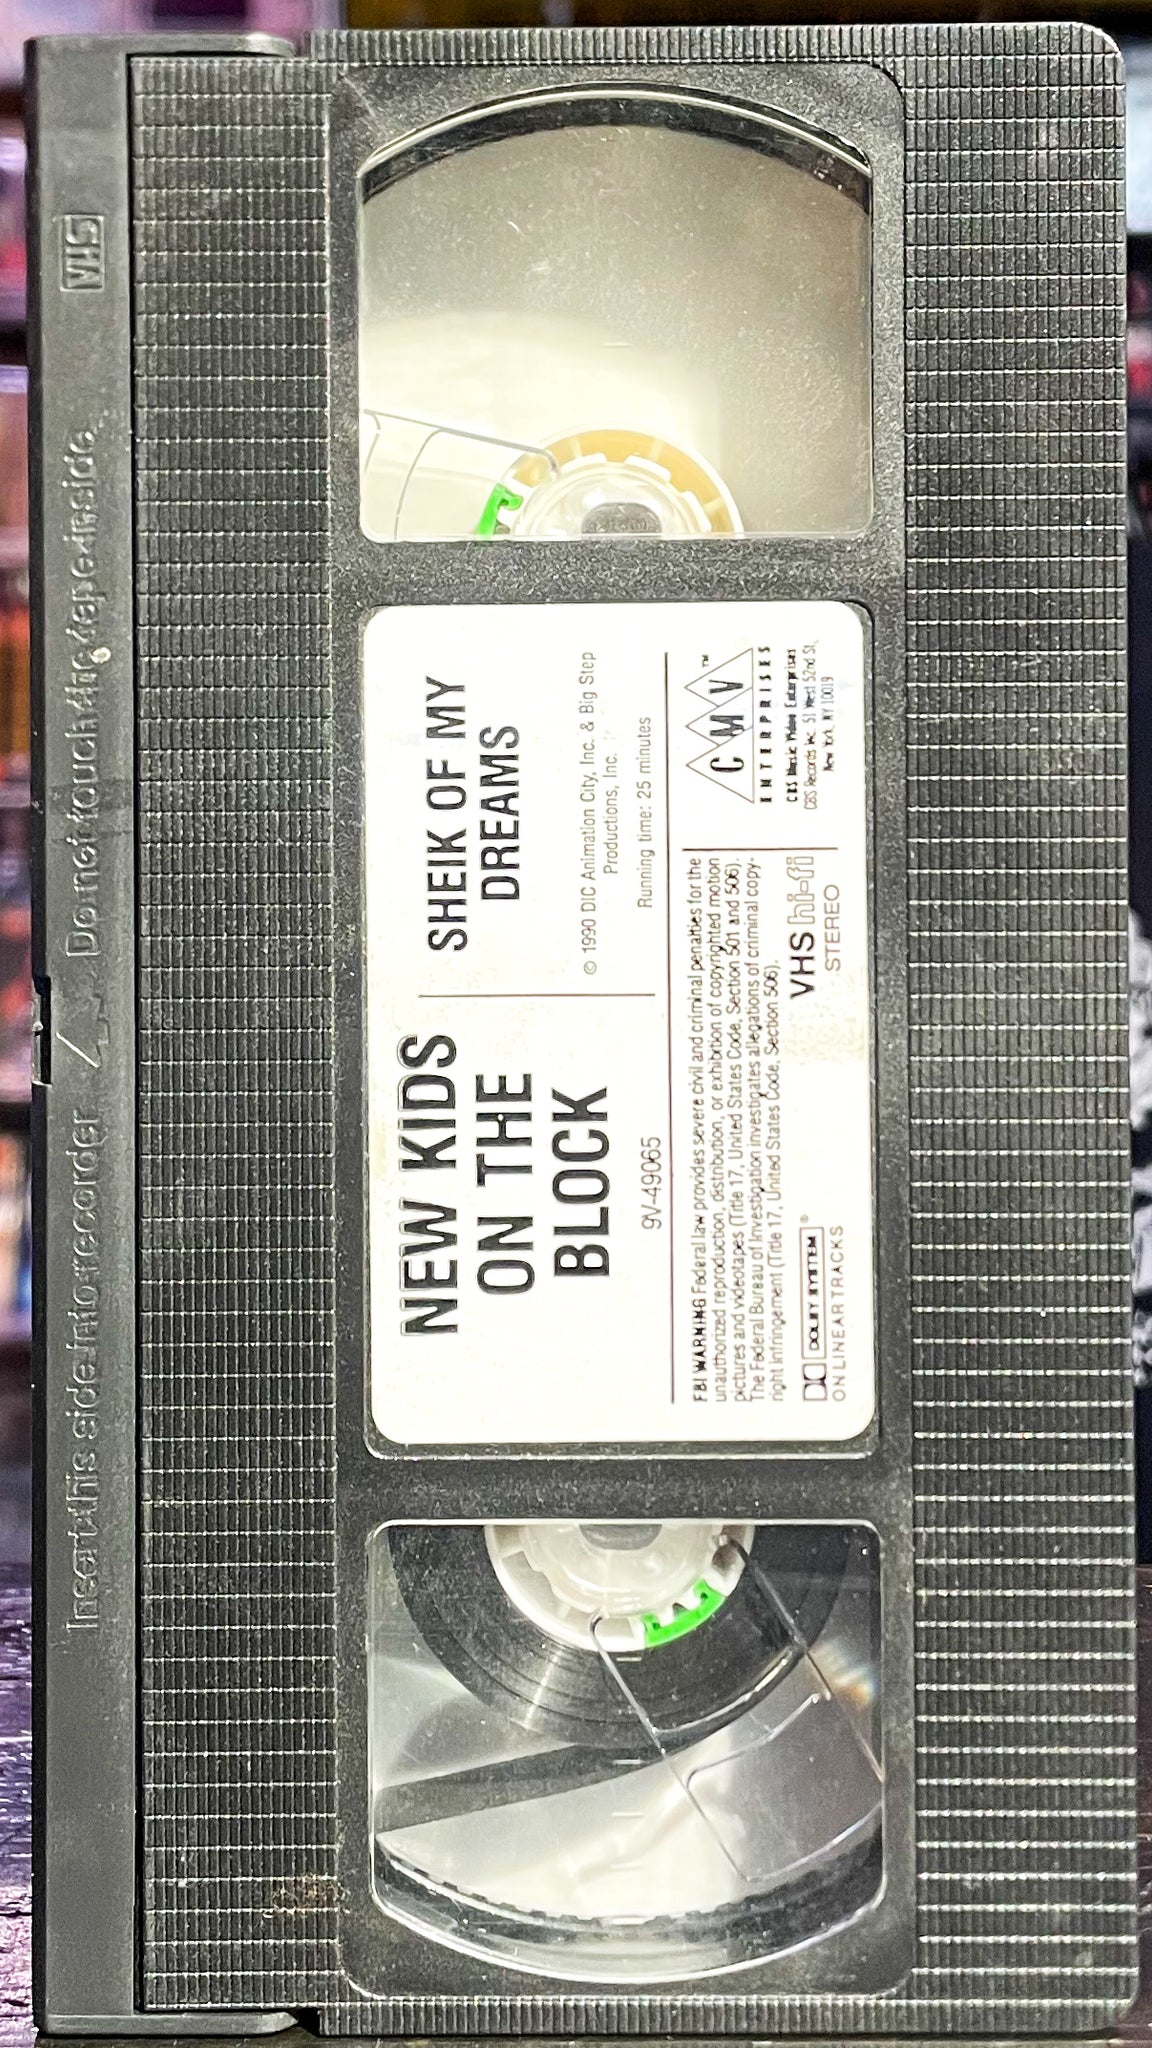 VHS
Insert this side into recorder
Do not touch the tape inside
NEW KIDS
ON THE
BLOCK
9V-49065
SHEIK OF MY
DREAMS
© 1990 DIC Animation City, Inc. & Big Step
Productions, Inc.
Running time: 25 minutes
FBI WARNING Federal law provides severe civil and criminal penalties for the
unauthorized reproduction, distribution, or exhibition of copyrighted motion
pictures and videotapes (Title 17, United States Code, Section 501 and 506).
The Federal Bureau of Investigation investigates allegations of criminal copy-
right infringement (Title 17, United States Code, Section 506).
DOLBY SYSTEM ®
ON LINEAR TRACKS
VHS hi-fi
STEREO
CMV ™
ENTERPRISES
CBS Music Video Enterprises
CBS Records Inc. 51 West 52nd St.
New York, NY 10019